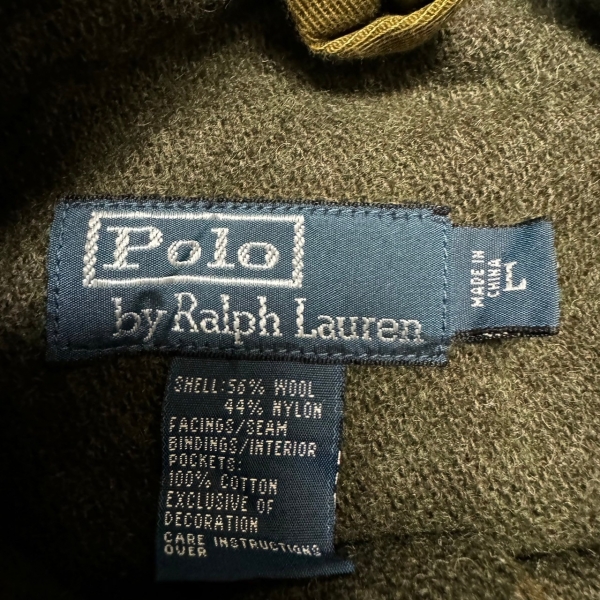 Polo
by Ralph Lauren
MADE IN
CHINA
L
SHELL: 56% WOOL
44% NYLON
FACINGS/SEAM
BINDINGS/INTERIOR
POCKETS:
100% COTTON
EXCLUSIVE OF
DECORATION
CARE INSTRUCTIONS
OVER